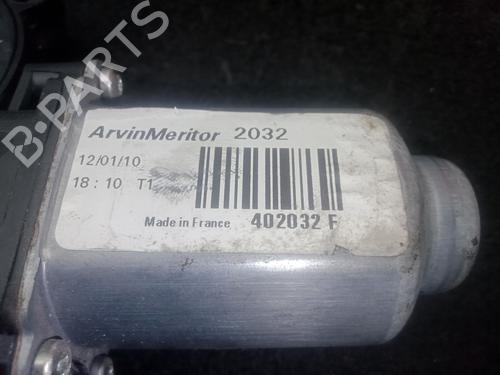 B-PARTS
ArvinMeritor 2032
12/01/10
18 : 10 T1
Made in France 402032 F